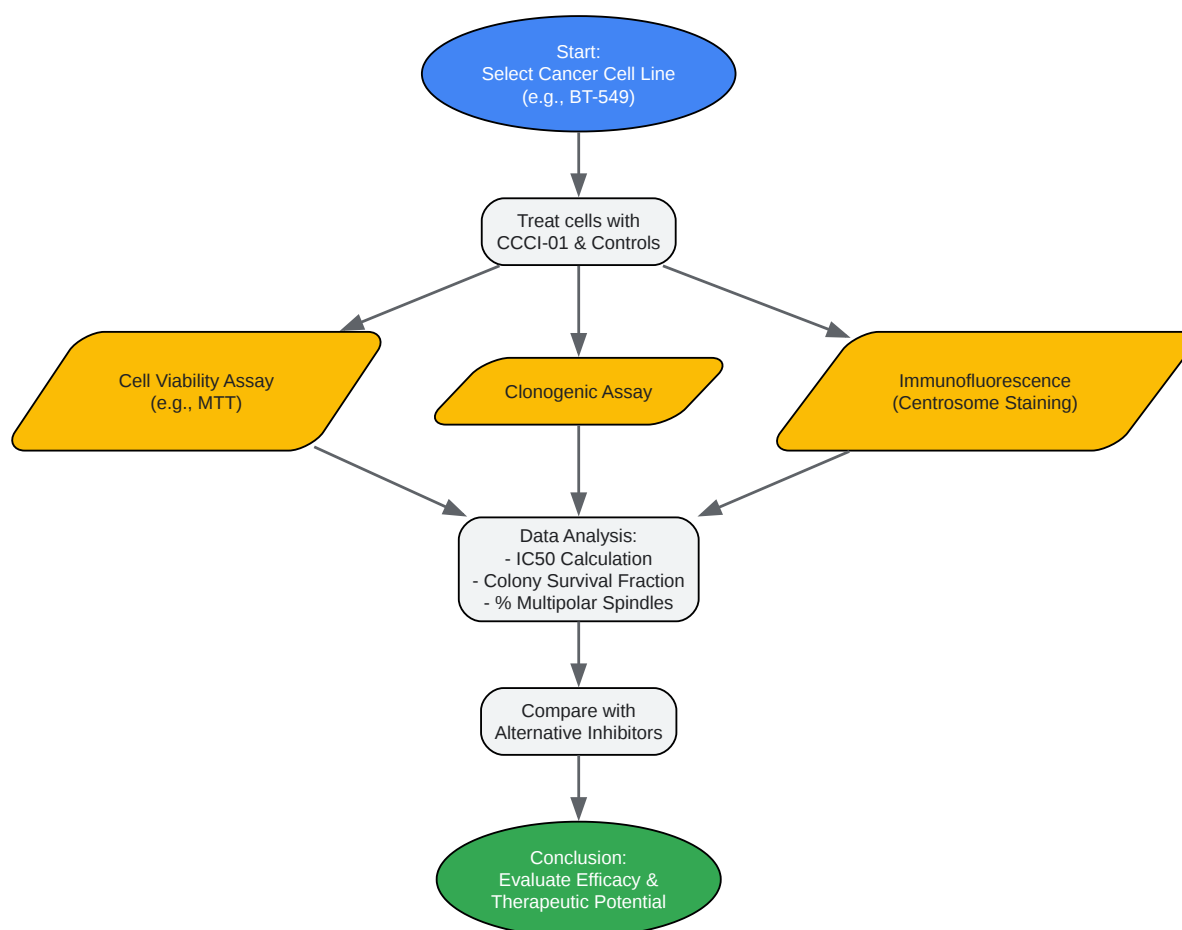 Start:
Select Cancer Cell Line
(e.g., BT-549)
Treat cells with
CCCI-01 & Controls
Cell Viability Assay
(e.g., MTT)
Clonogenic Assay
Immunofluorescence
(Centrosome Staining)
Data Analysis:
- IC50 Calculation
- Colony Survival Fraction
- % Multipolar Spindles
Compare with
Alternative Inhibitors
Conclusion:
Evaluate Efficacy &
Therapeutic Potential